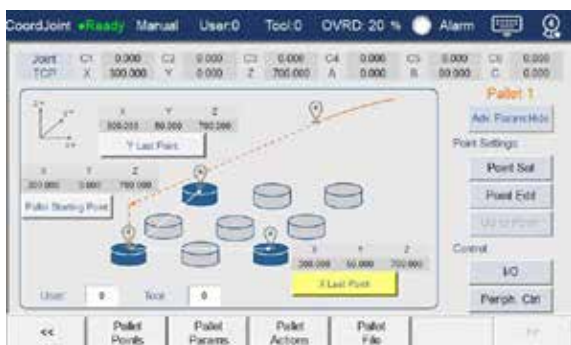 CoordJoint Ready Manual User:0 Tool:0 OVRD: 20 % Alarm
Joint C1 0.000 C2 0.000 C3 0.000 C4 0.000 C5 0.000 C6 0.000
TCP X 300.000 Y 0.000 Z 700.000 A 0.000 B 90.000 C 0.000
Pallet 1
Adv. Params Hide
X Y Z
300.000 50.000 700.000
Y Last Point
Point Settings
Point Set
X Y Z
300.000 0.000 700.000
Pallet Starting Point
Point Edit
X Y Z
300.000 50.000 700.000
X Last Point
Control
I/O
User: 0 Tool: 0
Periph. Ctrl
<< Pallet Points Pallet Params Pallet Actions Pallet File >>